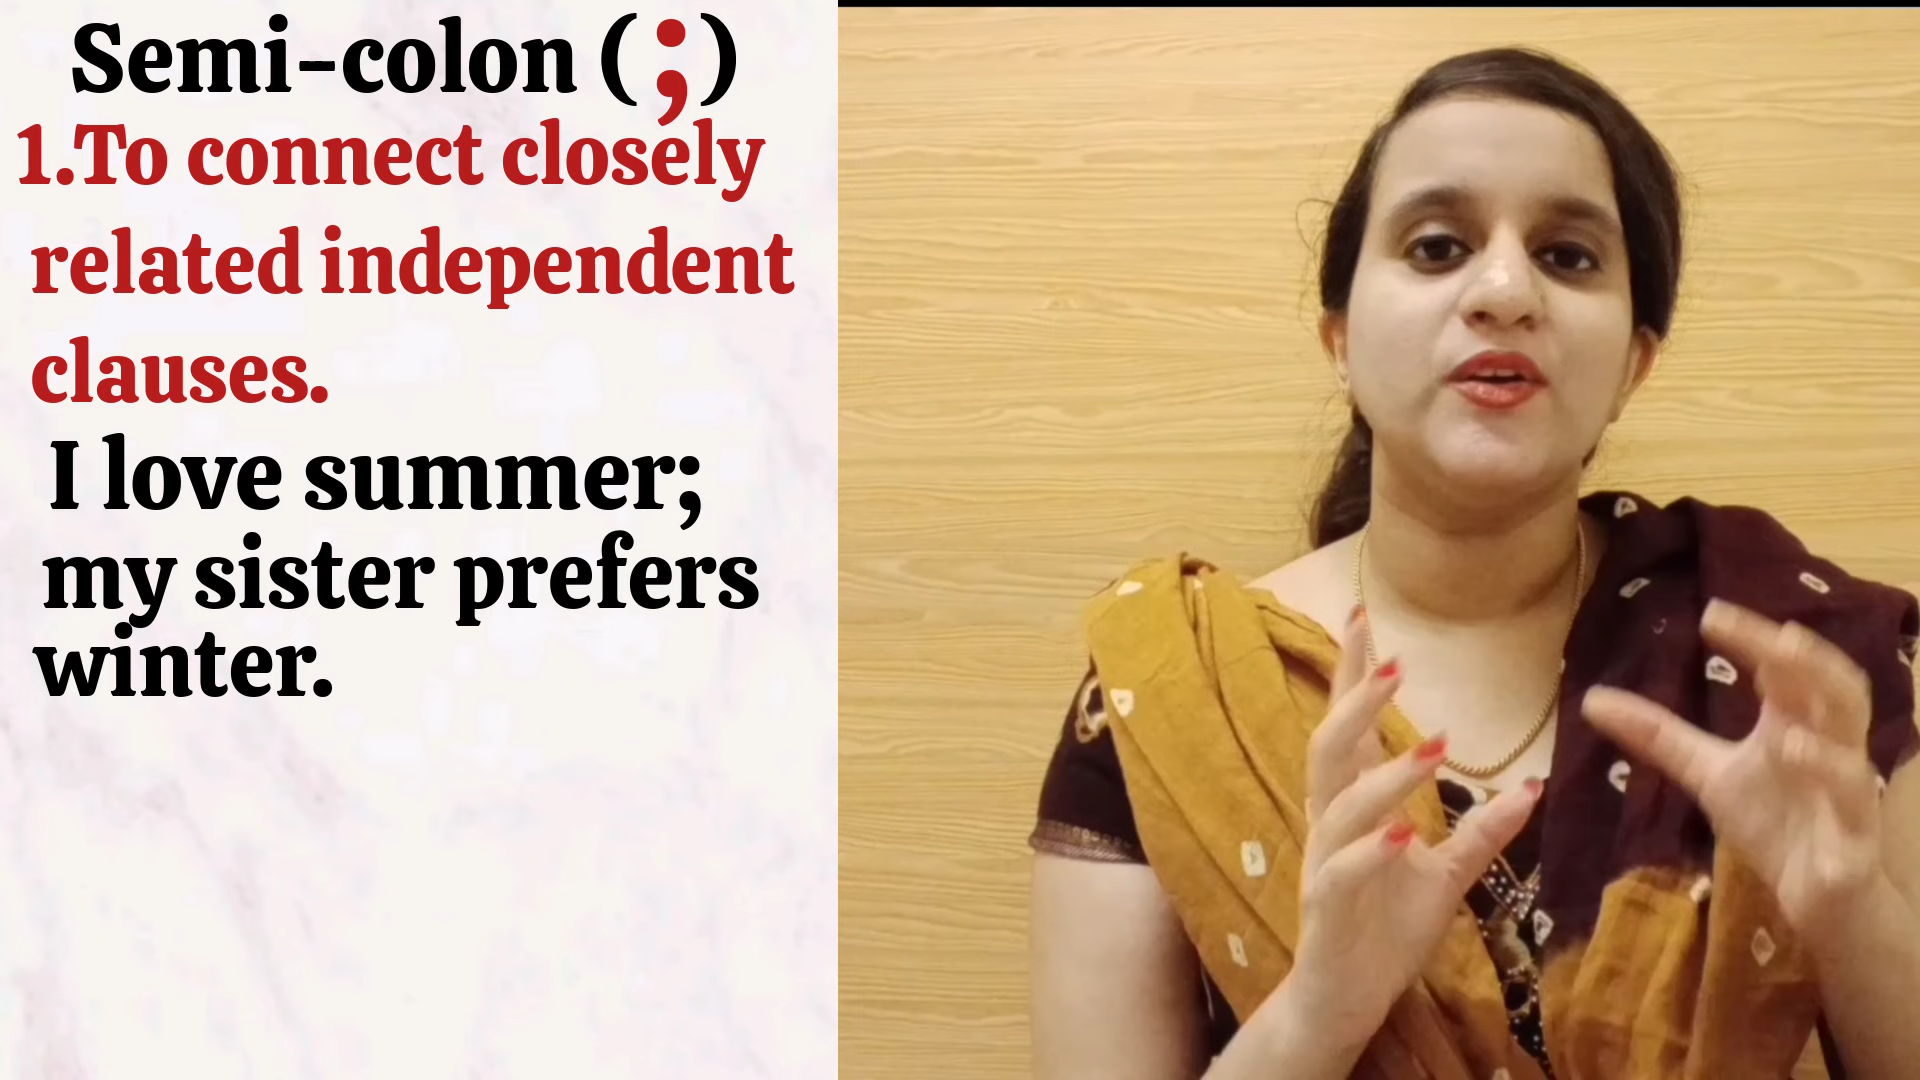 Semi-colon (;)
1.To connect closely
related independent
clauses.
I love summer;
my sister prefers
winter.